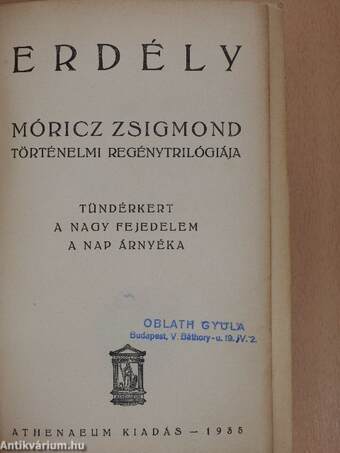 ERDÉLY
MÓRICZ ZSIGMOND
TÖRTÉNELMI REGÉNYTRILÓGIÁJA
TÜNDÉRKERT
A NAGY FEJEDELEM
A NAP ÁRNYÉKA
OBLATH GYULA
Budapest, V. Báthory-u. 19. IV. 2.
ATHENAEUM KIADÁS — 1935
antikvárium.hu